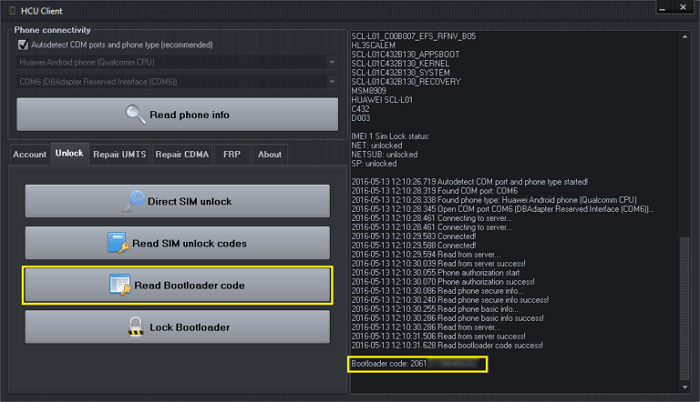 HCU Client
Phone connectivity
Autodetect COM ports and phone type (recommended)
Huawei Android phone (Qualcomm CPU)
COM6 (DBAdapter Reserved Interface (COM6))
Read phone info
Account
Unlock
Repair UMTS
Repair CDMA
FRP
About
Direct SIM unlock
Read SIM unlock codes
Read Bootloader code
Lock Bootloader
SCL-L01_C00B007_EFS_RFNV_B05
HL3SCALEM
SCL-L01C432B130_APPSBOOT
SCL-L01C432B130_KERNEL
SCL-L01C432B130_SYSTEM
SCL-L01C432B130_RECOVERY
MSM8909
HUAWEI SCL-L01
C432
D003
IMEI 1 Sim Lock status:
NET: unlocked
NETSUB: unlocked
SP: unlocked
2016-05-13 12:10:26.719 Autodetect COM port and phone type started!
2016-05-13 12:10:28.319 Found COM port: COM6
2016-05-13 12:10:28.338 Found phone type: Huawei Android phone (Qualcomm CPU)
2016-05-13 12:10:28.345 Open COM port COM6 (DBAdapter Reserved Interface (COM6))...
2016-05-13 12:10:28.461 Connecting to server...
2016-05-13 12:10:29.583 Connected!
2016-05-13 12:10:29.588 Connected!
2016-05-13 12:10:29.594 Read from server...
2016-05-13 12:10:30.039 Read from server success!
2016-05-13 12:10:30.055 Phone authorization start
2016-05-13 12:10:30.070 Phone authorization success!
2016-05-13 12:10:30.086 Read phone secure info...
2016-05-13 12:10:30.240 Read phone secure info success!
2016-05-13 12:10:30.255 Read phone basic info...
2016-05-13 12:10:30.286 Read phone basic info success!
2016-05-13 12:10:30.286 Read from server...
2016-05-13 12:10:31.506 Read from server success!
2016-05-13 12:10:31.628 Read bootloader code success!
Bootloader code: 2061